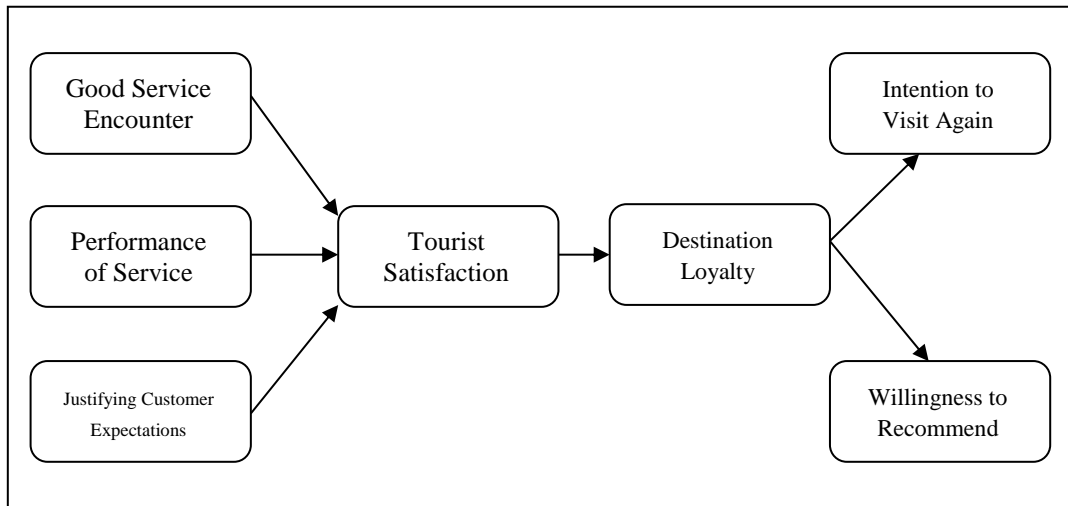 Good Service
Encounter
Performance
of Service
Justifying Customer
Expectations
Tourist
Satisfaction
Destination
Loyalty
Intention to
Visit Again
Willingness to
Recommend